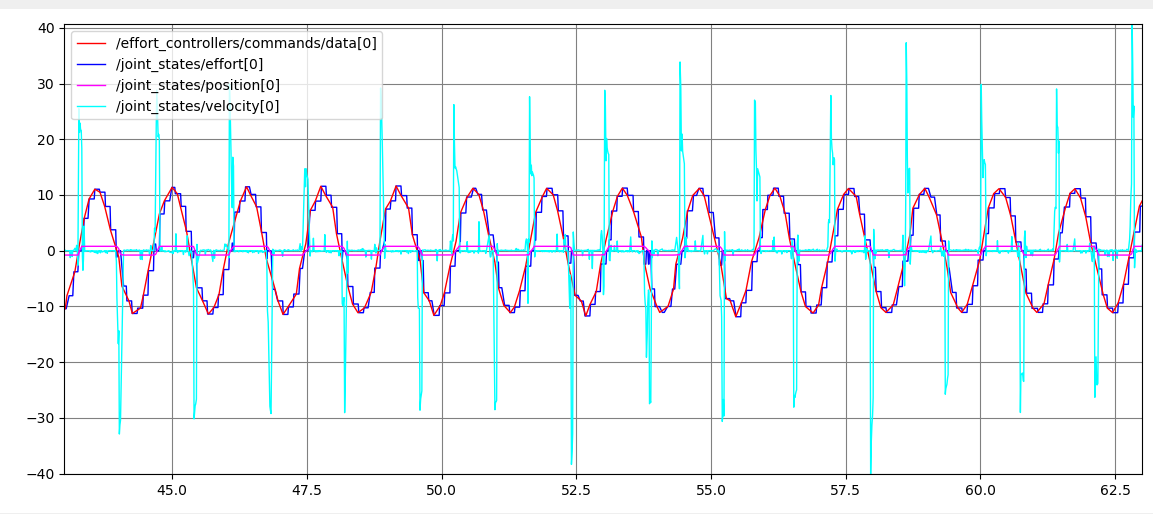 40
30
20
10
0
−10
−20
−30
−40
/effort_controllers/commands/data[0]
/joint_states/effort[0]
/joint_states/position[0]
/joint_states/velocity[0]
45.0 47.5 50.0 52.5 55.0 57.5 60.0 62.5